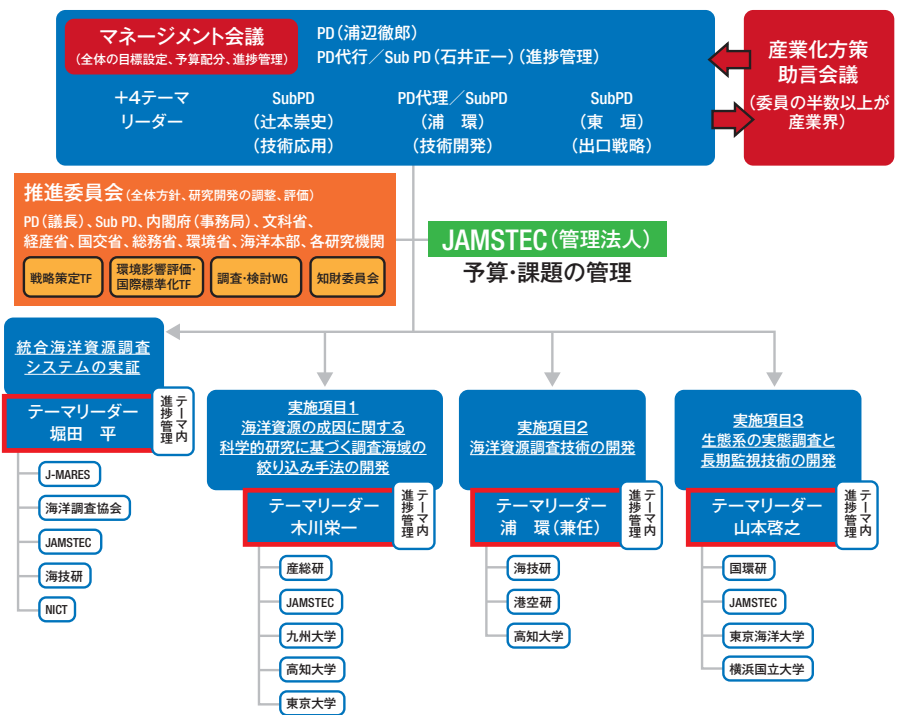 マネージメント会議
(全体の目標設定、予算配分、進捗管理)
PD(浦辺徹郎)
PD代行／Sub PD(石井正一)(進捗管理)
+4テーマ
リーダー
SubPD
(辻本崇史)
(技術応用)
PD代理／SubPD
(浦　環)
(技術開発)
SubPD
(東　垣)
(出口戦略)
産業化方策
助言会議
(委員の半数以上が
産業界)
推進委員会(全体方針、研究開発の調整、評価)
PD(議長)、Sub PD、内閣府(事務局)、文科省、
経産省、国交省、総務省、環境省、海洋本部、各研究機関
戦略策定TF
環境影響評価・
国際標準化TF
調査・検討WG
知財委員会
JAMSTEC(管理法人)
予算・課題の管理
統合海洋資源調査
システムの実証
テーマリーダー
堀田　平
テーマ内
進捗管理
J-MARES
海洋調査協会
JAMSTEC
海技研
NICT
実施項目1
海洋資源の成因に関する
科学的研究に基づく調査海域の
絞り込み手法の開発
テーマリーダー
木川栄一
テーマ内
進捗管理
産総研
JAMSTEC
九州大学
高知大学
東京大学
実施項目2
海洋資源調査技術の開発
テーマリーダー
浦　環(兼任)
テーマ内
進捗管理
海技研
港空研
高知大学
実施項目3
生態系の実態調査と
長期監視技術の開発
テーマリーダー
山本啓之
テーマ内
進捗管理
国環研
JAMSTEC
東京海洋大学
横浜国立大学